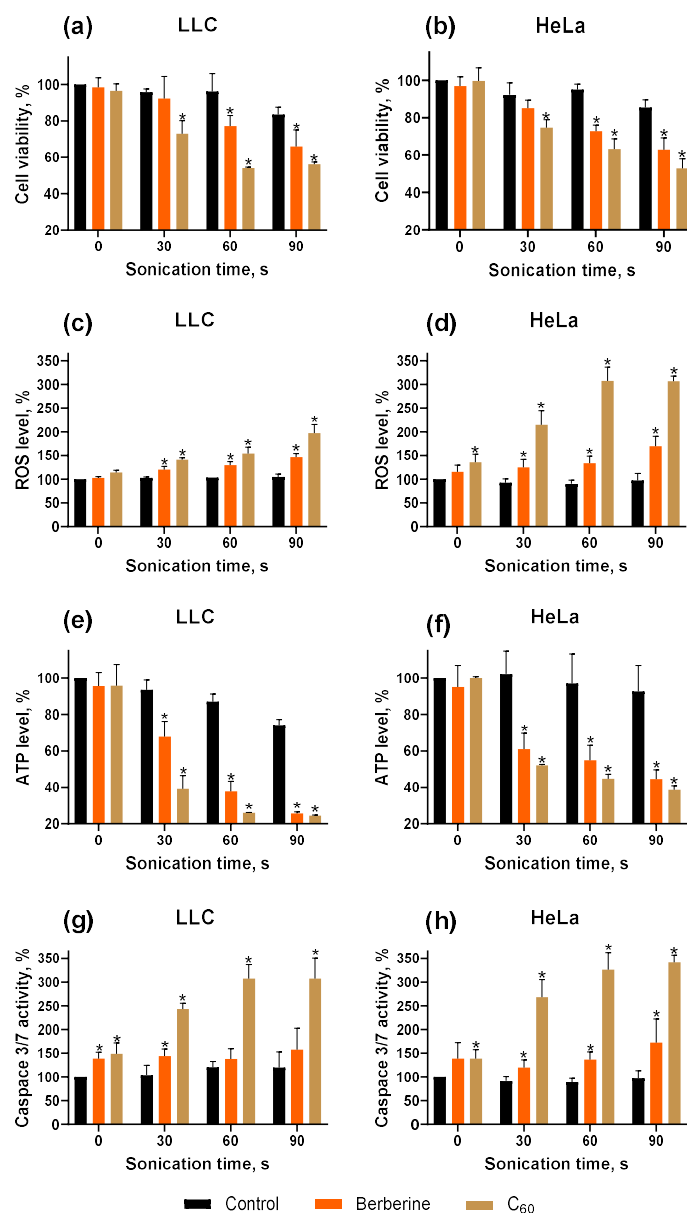 (a) LLC
Cell viability, %
100
80
60
40
20
* * * * *
0 30 60 90
Sonication time, s
(b) HeLa
Cell viability, %
100
80
60
40
20
* * * * *
0 30 60 90
Sonication time, s
(c) LLC
ROS level, %
350
300
250
200
150
100
50
0
* * * * * *
0 30 60 90
Sonication time, s
(d) HeLa
ROS level, %
350
300
250
200
150
100
50
0
* * * * * * *
0 30 60 90
Sonication time, s
(e) LLC
ATP level, %
100
80
60
40
20
* * * * * *
0 30 60 90
Sonication time, s
(f) HeLa
ATP level, %
100
80
60
40
20
* * * * * *
0 30 60 90
Sonication time, s
(g) LLC
Caspace 3/7 activity, %
350
300
250
200
150
100
50
0
* * * * * *
0 30 60 90
Sonication time, s
(h) HeLa
Caspace 3/7 activity, %
350
300
250
200
150
100
50
0
* * * * * * *
0 30 60 90
Sonication time, s
Control Berberine C₆₀